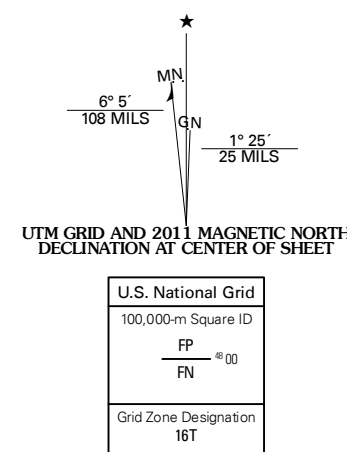 ★
M.N.
6° 5´
108 MILS
GN
1° 25´
25 MILS
UTM GRID AND 2011 MAGNETIC NORTH
DECLINATION AT CENTER OF SHEET
U.S. National Grid
100,000-m Square ID
FP
48 00
FN
Grid Zone Designation
16T